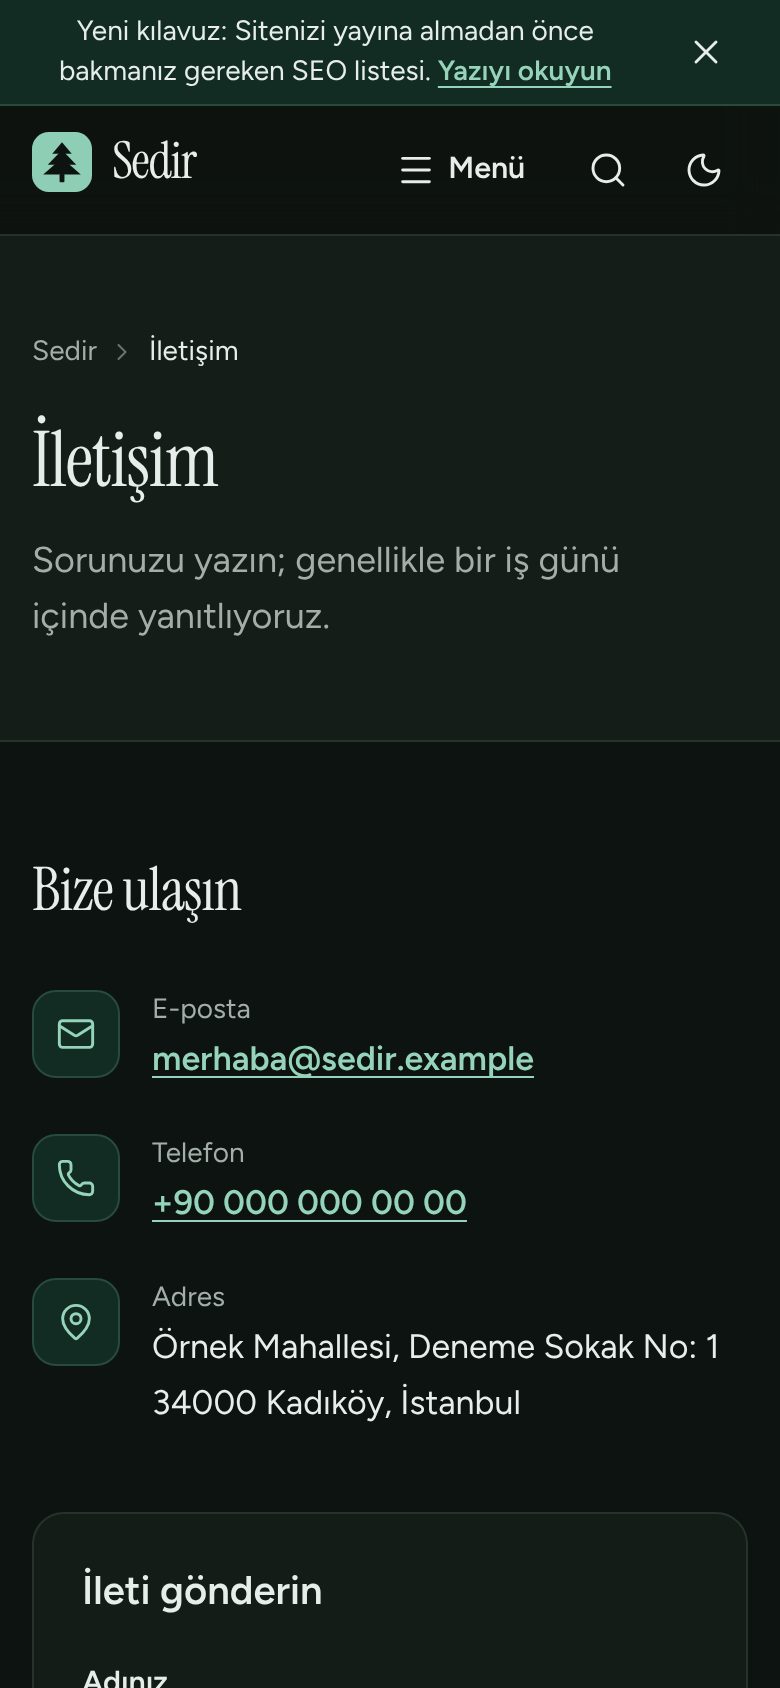 Yeni kılavuz: Sitenizi yayına almadan önce
bakmanız gereken SEO listesi. Yazıyı okuyun
Sedir
Menü
Sedir > İletişim
İletişim
Sorunuzu yazın; genellikle bir iş günü
içinde yanıtlıyoruz.
Bize ulaşın
E-posta
merhaba@sedir.example
Telefon
+90 000 000 00 00
Adres
Örnek Mahallesi, Deneme Sokak No: 1
34000 Kadıköy, İstanbul
İleti gönderin
Adınız